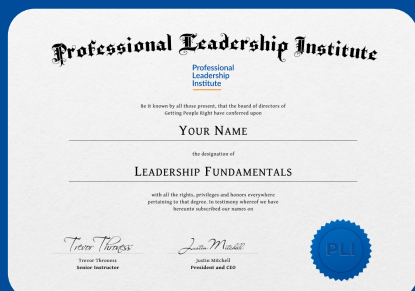 Professional Leadership Institute
Professional
Leadership
Institute
Be it known by all those present, that the board of directors of
Getting People Right have conferred upon
YOUR NAME
the designation of
LEADERSHIP FUNDAMENTALS
with all the rights, privileges and honors everywhere
pertaining to that degree. In testimony whereof we have
hereunto subscribed our names on
Trevor Throness
Justin Mitchell
Trevor Throness
Justin Mitchell
Senior Instructor
President and CEO
PLI